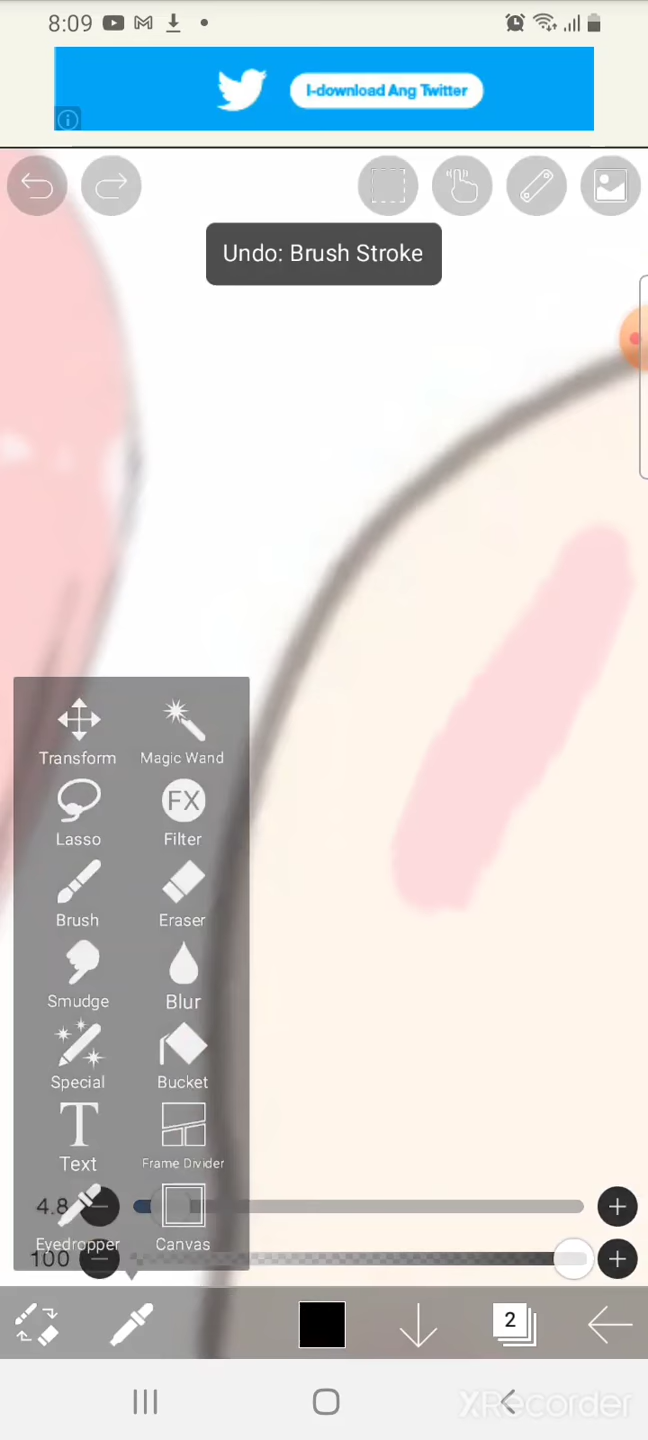 8:09
I-download Ang Twitter
Undo: Brush Stroke
Transform
Magic Wand
Lasso
FX
Filter
Brush
Eraser
Smudge
Blur
Special
Bucket
T
Text
Frame Divider
4.8
Eyedropper
Canvas
100
2
XRecorder